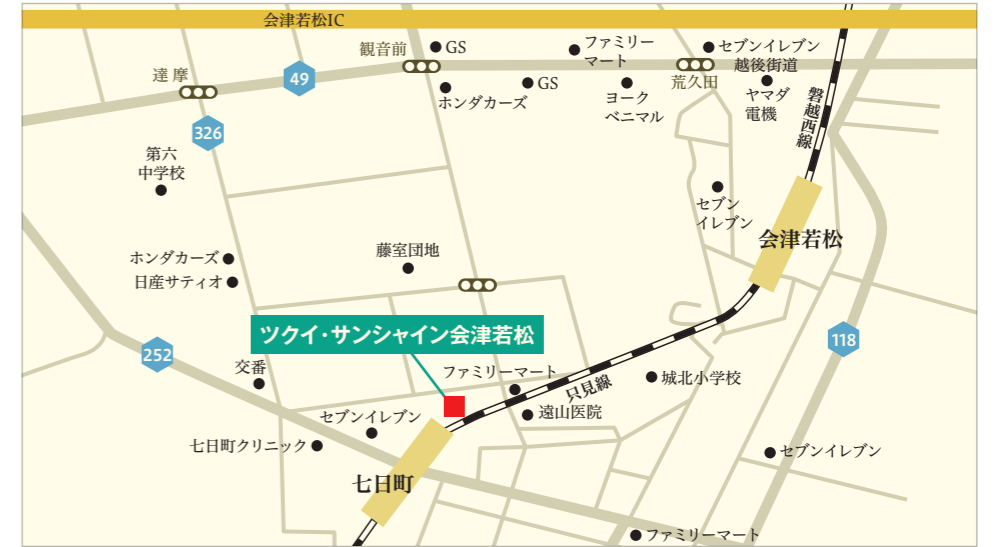 会津若松IC
観音前
GS
ファミリー
マート
セブンイレブン
越後街道
達摩
49
GS
荒久田
ホンダカーズ
ヨーク
ベニマル
ヤマダ
電機
磐越西線
326
第六
中学校
セブン
イレブン
会津若松
ホンダカーズ
日産サティオ
藤室団地
ツクイ・サンシャイン会津若松
118
252
交番
ファミリーマート
只見線
城北小学校
セブンイレブン
遠山医院
七日町クリニック
セブンイレブン
七日町
ファミリーマート